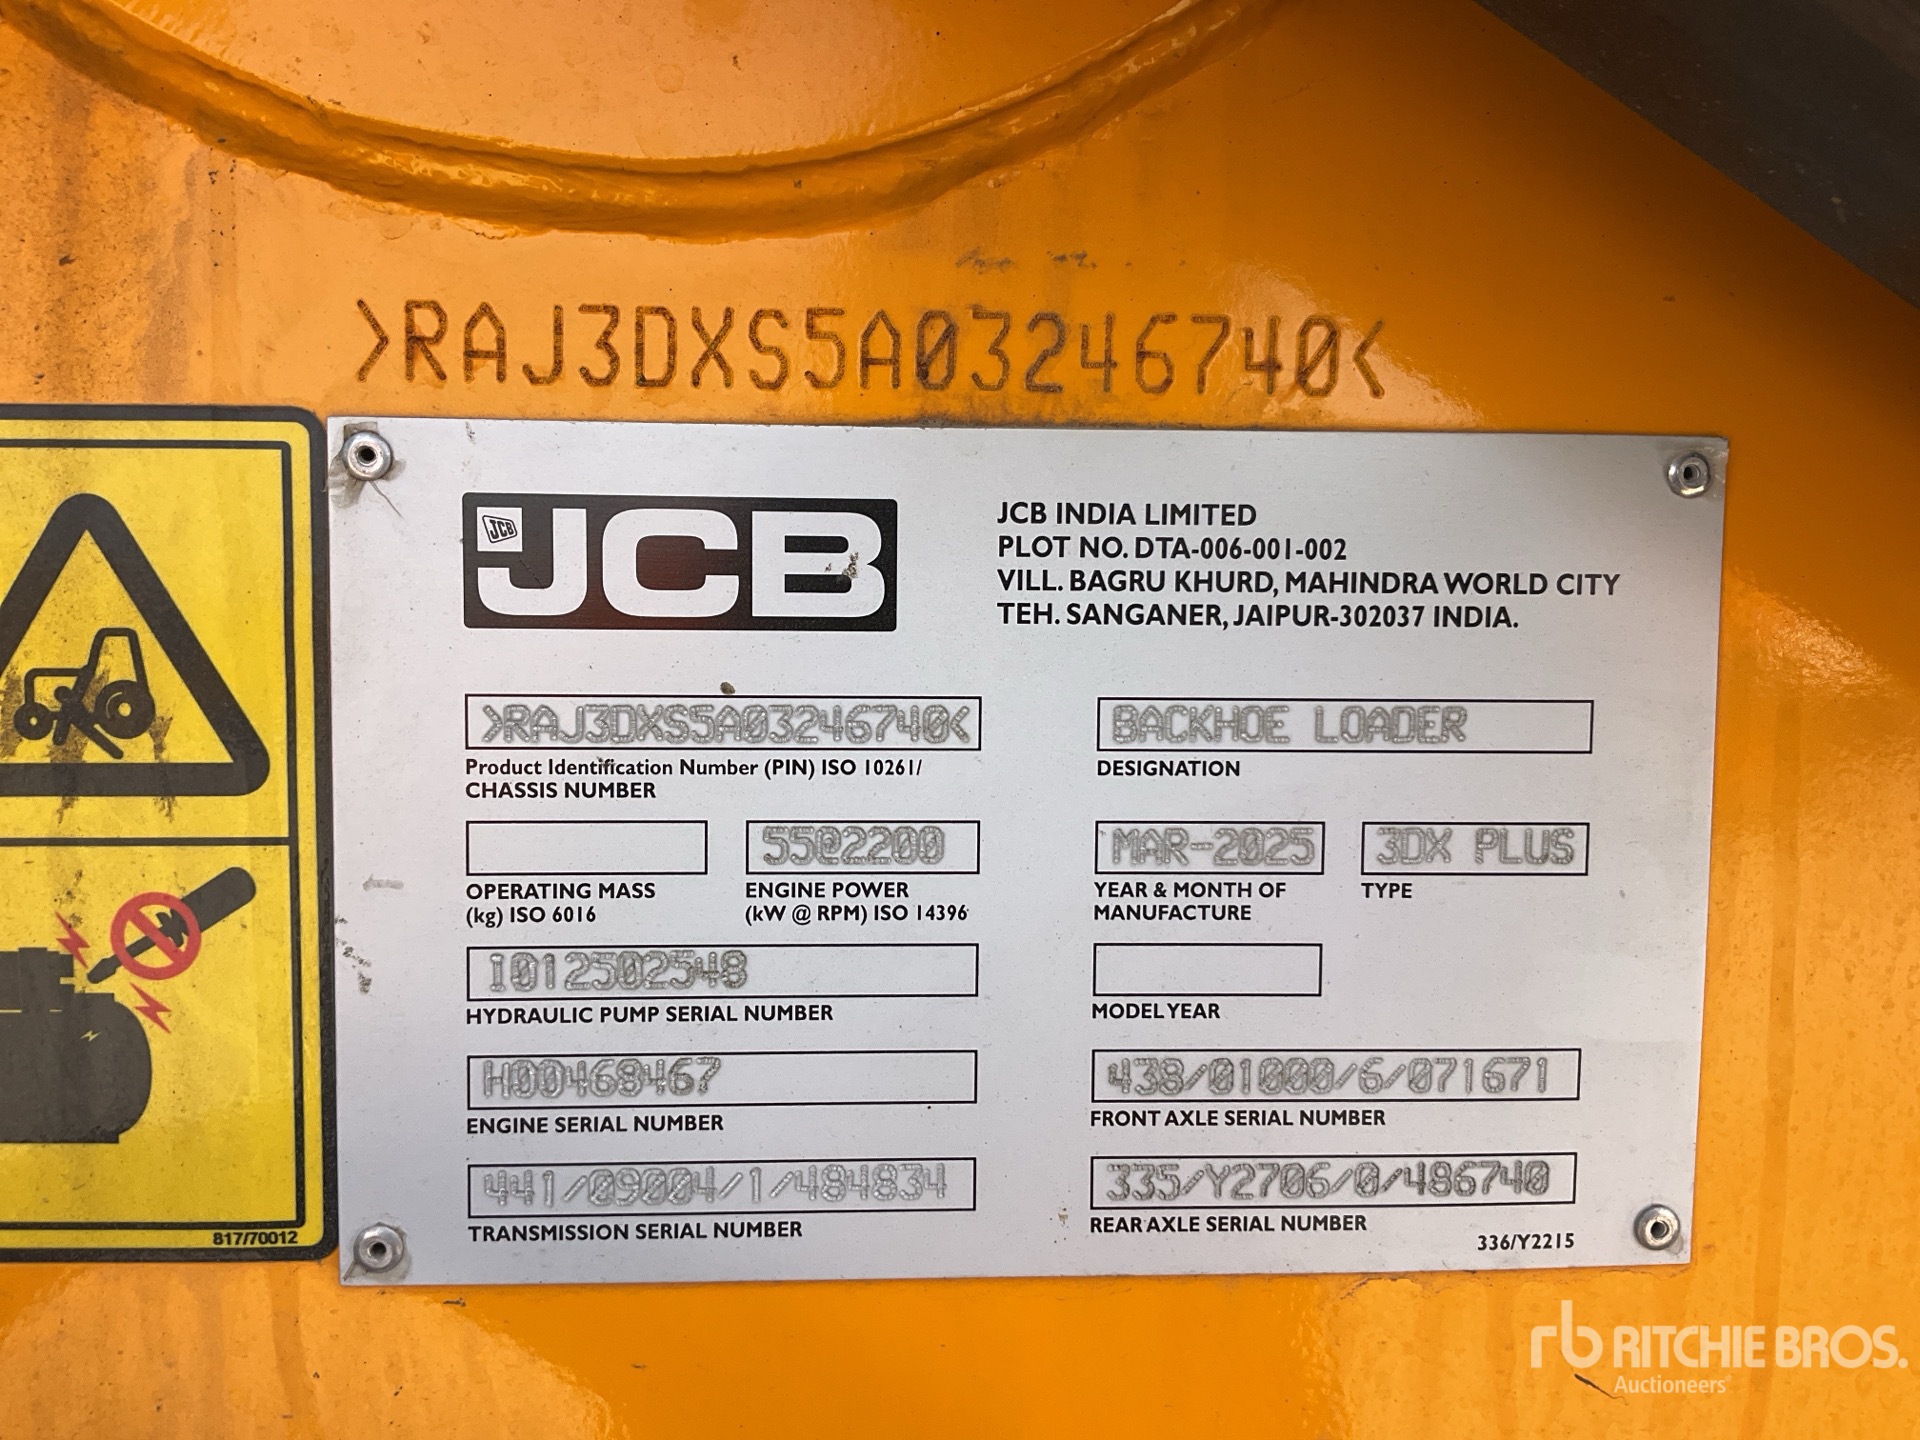 >RAJ3DXS5A03246740<
JCB
JCB
JCB INDIA LIMITED
PLOT NO. DTA-006-001-002
VILL. BAGRU KHURD, MAHINDRA WORLD CITY
TEH. SANGANER, JAIPUR-302037 INDIA.
>RAJ3DXS5A03246740<
Product Identification Number (PIN) ISO 10261/
CHASSIS NUMBER
BACKHOE LOADER
DESIGNATION
OPERATING MASS
(kg) ISO 6016
55@2200
ENGINE POWER
(kW @ RPM) ISO 14396
MAR-2025
YEAR & MONTH OF
MANUFACTURE
3DX PLUS
TYPE
I012502548
HYDRAULIC PUMP SERIAL NUMBER
MODEL YEAR
H00468467
ENGINE SERIAL NUMBER
438/01000/6/071671
FRONT AXLE SERIAL NUMBER
441/09004/1/484834
TRANSMISSION SERIAL NUMBER
335/Y2706/0/486740
REAR AXLE SERIAL NUMBER
336/Y2215
817/70012
rb RITCHIE BROS.
Auctioneers